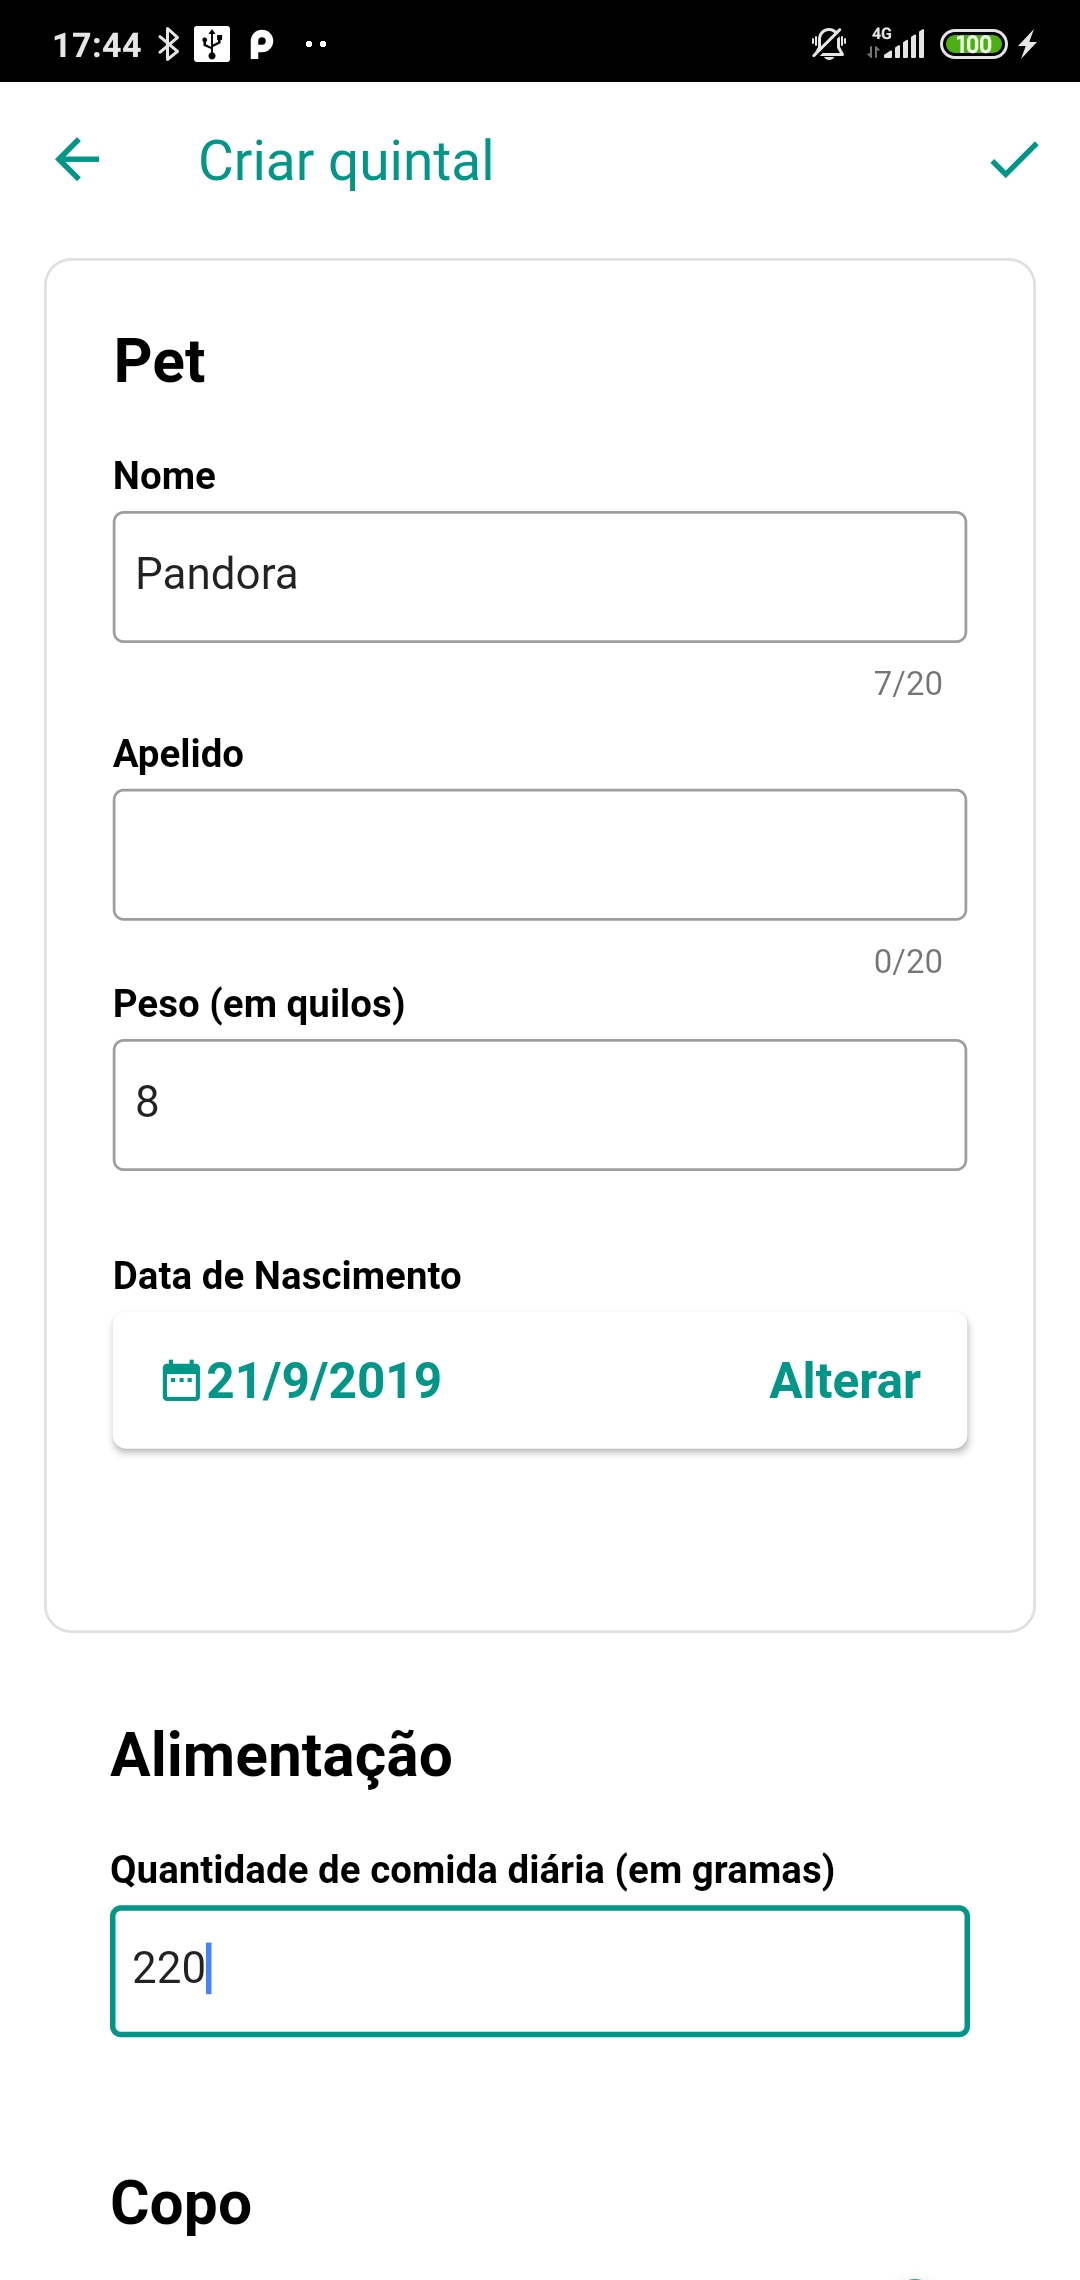 17:44
4G
100
Criar quintal
Pet
Nome
Pandora
7/20
Apelido
0/20
Peso (em quilos)
8
Data de Nascimento
21/9/2019 Alterar
Alimentação
Quantidade de comida diária (em gramas)
220
Copo